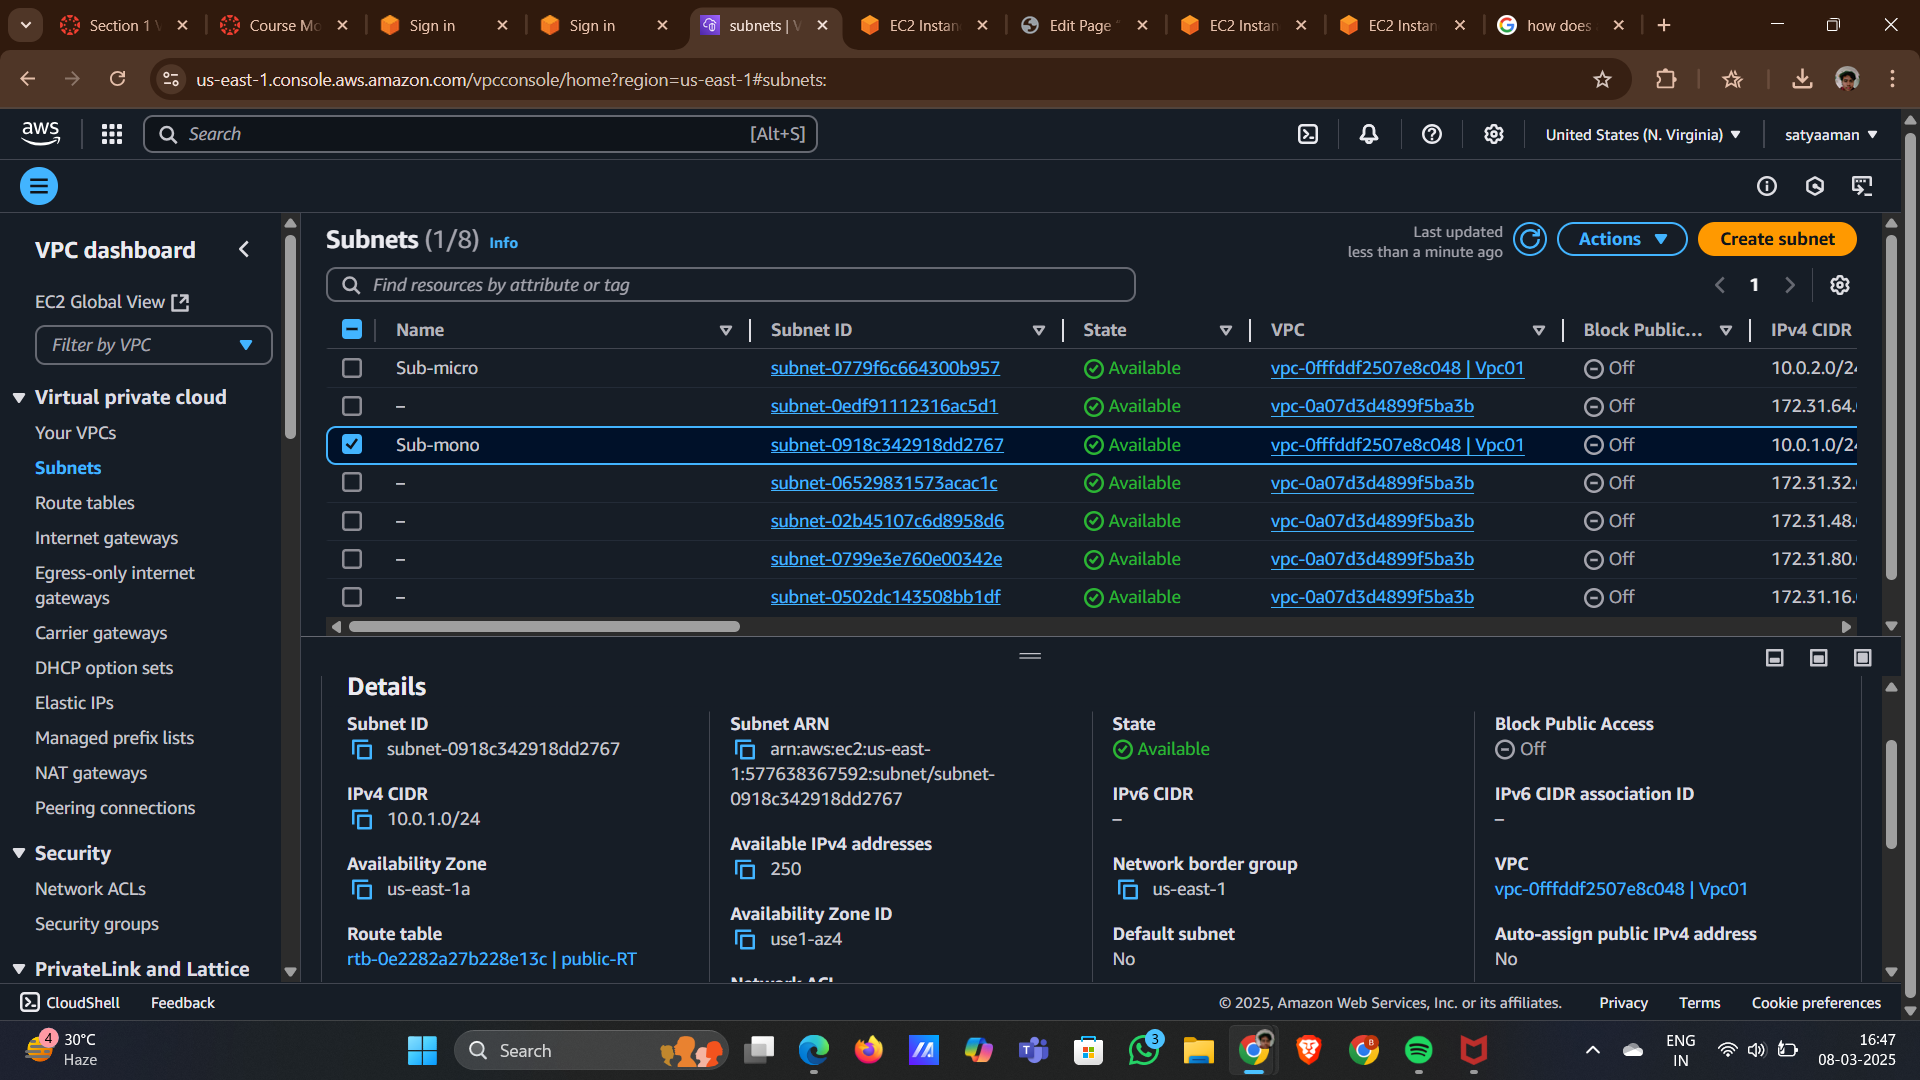 Section 1
Course Mo
Sign in
Sign in
subnets | V
EC2 Instan
Edit Page
EC2 Instan
EC2 Instan
how does
us-east-1.console.aws.amazon.com/vpcconsole/home?region=us-east-1#subnets:
aws
Search
[Alt+S]
United States (N. Virginia)
satyaaman
VPC dashboard
EC2 Global View
Filter by VPC
Virtual private cloud
Your VPCs
Subnets
Route tables
Internet gateways
Egress-only internet
gateways
Carrier gateways
DHCP option sets
Elastic IPs
Managed prefix lists
NAT gateways
Peering connections
Security
Network ACLs
Security groups
PrivateLink and Lattice
Subnets (1/8) Info
Last updated
less than a minute ago
Actions
Create subnet
Find resources by attribute or tag
1
Name Subnet ID State VPC Block Public... IPv4 CIDR
Sub-micro subnet-0779f6c664300b957 Available vpc-0fffddf2507e8c048 | Vpc01 Off 10.0.2.0/24
– subnet-0edf91112316ac5d1 Available vpc-0a07d3d4899f5ba3b Off 172.31.64.
Sub-mono subnet-0918c342918dd2767 Available vpc-0fffddf2507e8c048 | Vpc01 Off 10.0.1.0/24
– subnet-06529831573acac1c Available vpc-0a07d3d4899f5ba3b Off 172.31.32.
– subnet-02b45107c6d8958d6 Available vpc-0a07d3d4899f5ba3b Off 172.31.48.
– subnet-0799e3e760e00342e Available vpc-0a07d3d4899f5ba3b Off 172.31.80.
– subnet-0502dc143508bb1df Available vpc-0a07d3d4899f5ba3b Off 172.31.16.
Details
Subnet ID
subnet-0918c342918dd2767
IPv4 CIDR
10.0.1.0/24
Availability Zone
us-east-1a
Route table
rtb-0e2282a27b228e13c | public-RT
Subnet ARN
arn:aws:ec2:us-east-
1:577638367592:subnet/subnet-
0918c342918dd2767
Available IPv4 addresses
250
Availability Zone ID
use1-az4
Network ACL
State
Available
IPv6 CIDR
–
Network border group
us-east-1
Default subnet
No
Block Public Access
Off
IPv6 CIDR association ID
–
VPC
vpc-0fffddf2507e8c048 | Vpc01
Auto-assign public IPv4 address
No
CloudShell
Feedback
© 2025, Amazon Web Services, Inc. or its affiliates.
Privacy
Terms
Cookie preferences
4
30°C
Haze
Search
3
ENG
IN
16:47
08-03-2025